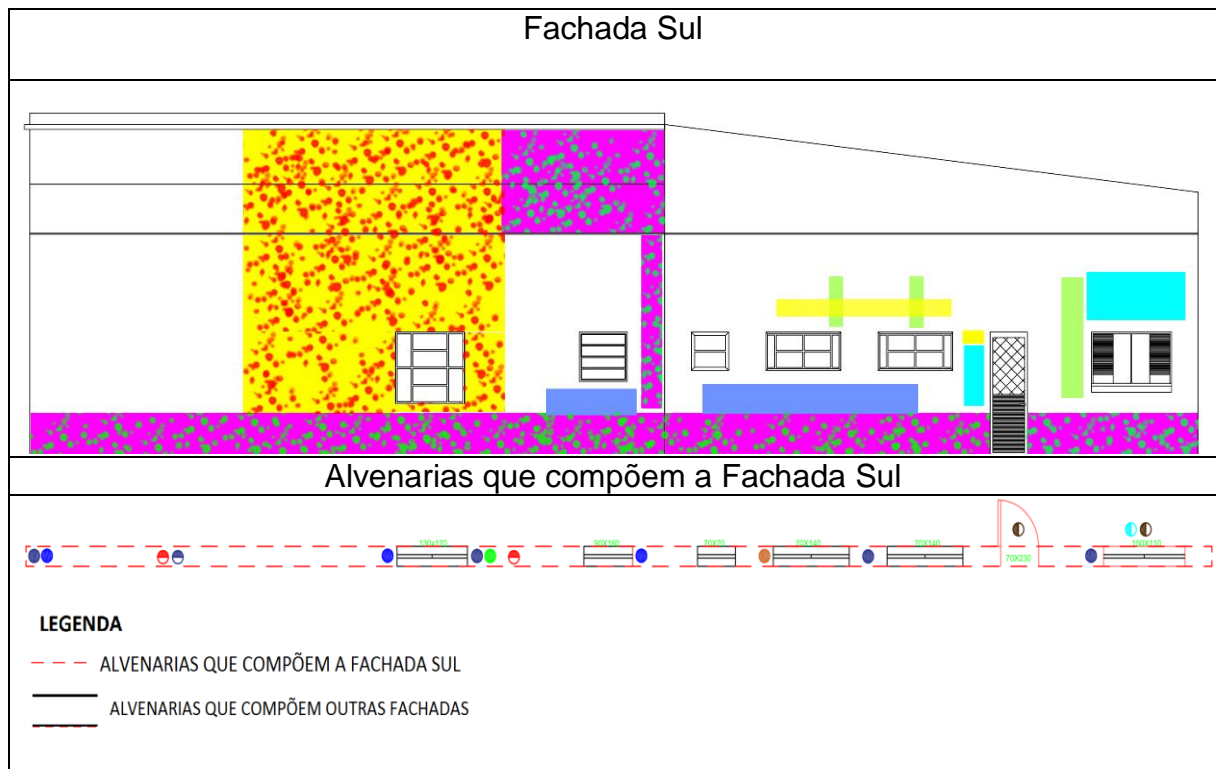 Fachada Sul
Alvenarias que compõem a Fachada Sul
130x170
90X160
70X70
70X140
70X140
70X230
160X110
LEGENDA
ALVENARIAS QUE COMPÕEM A FACHADA SUL
ALVENARIAS QUE COMPÕEM OUTRAS FACHADAS